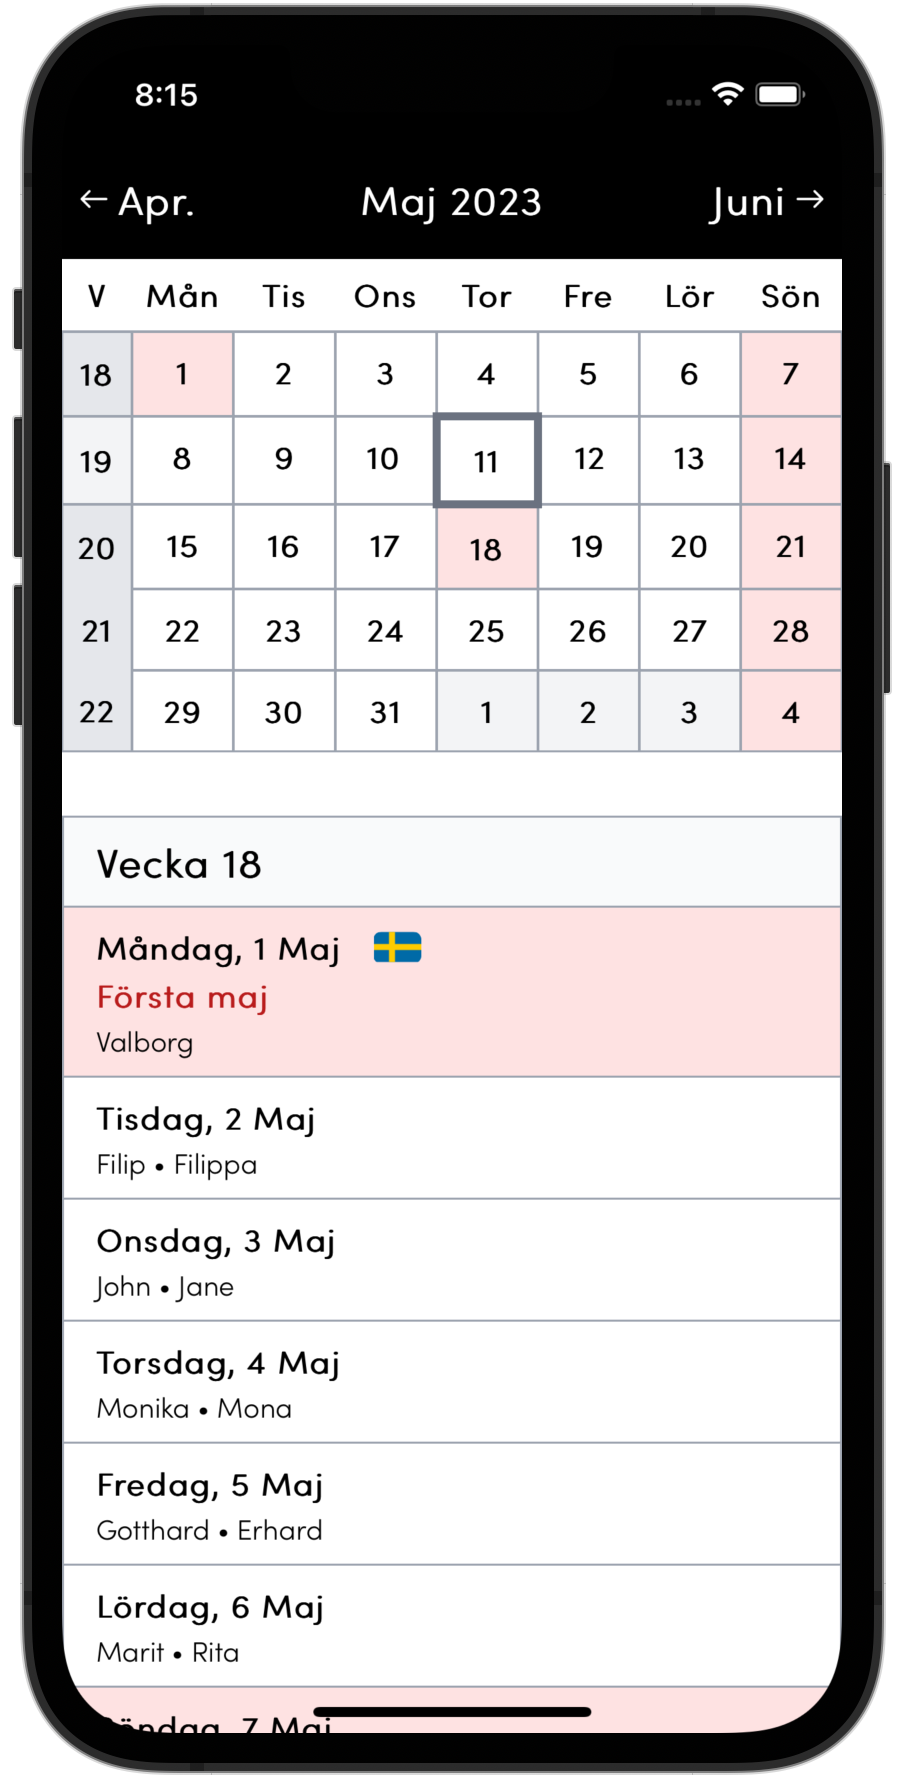 8:15
← Apr. Maj 2023 Juni →
V Mån Tis Ons Tor Fre Lör Sön
18 1 2 3 4 5 6 7
19 8 9 10 11 12 13 14
20 15 16 17 18 19 20 21
21 22 23 24 25 26 27 28
22 29 30 31 1 2 3 4
Vecka 18
Måndag, 1 Maj
Första maj
Valborg
Tisdag, 2 Maj
Filip • Filippa
Onsdag, 3 Maj
John • Jane
Torsdag, 4 Maj
Monika • Mona
Fredag, 5 Maj
Gotthard • Erhard
Lördag, 6 Maj
Marit • Rita
Söndag, 7 Maj